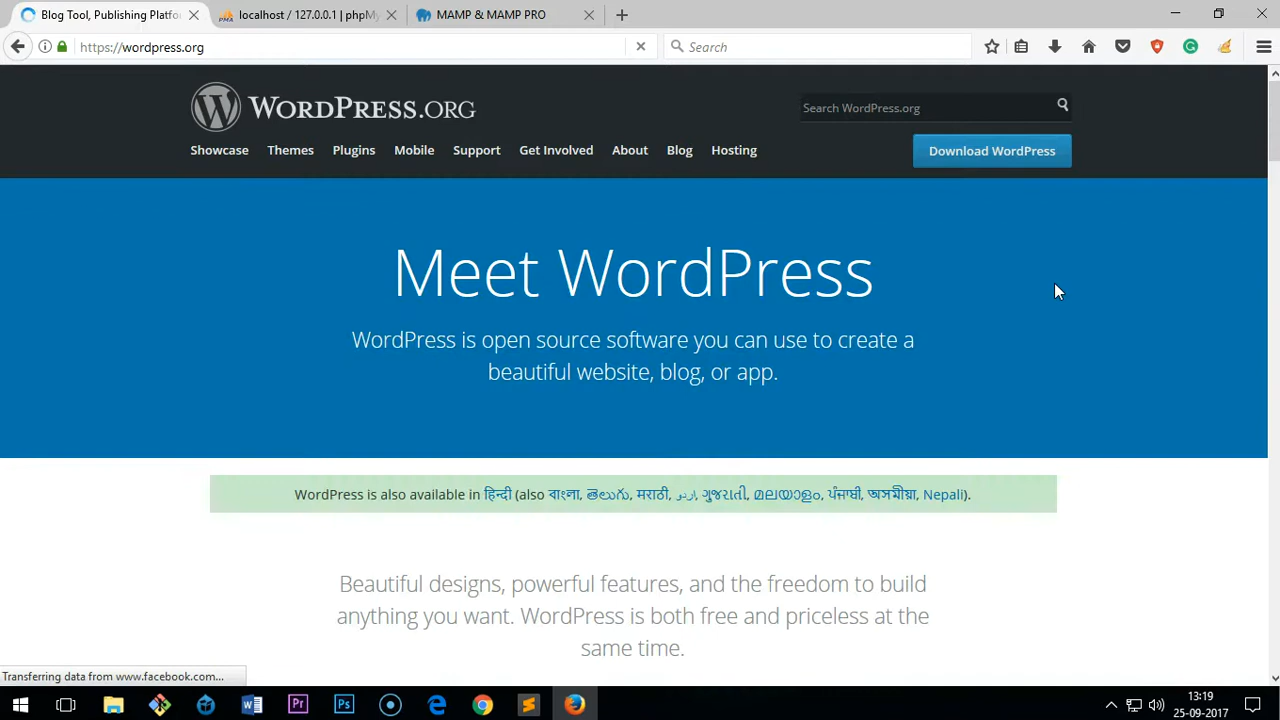 Blog Tool, Publishing Platfo
localhost / 127.0.0.1 | phpMy
MAMP & MAMP PRO
https://wordpress.org
Search
WORDPRESS.ORG
Search WordPress.org
Showcase Themes Plugins Mobile Support Get Involved About Blog Hosting
Download WordPress
Meet WordPress
WordPress is open source software you can use to create a
beautiful website, blog, or app.
WordPress is also available in हिन्दी (also বাংলা, తెలుగు, मराठी, اردو, ગુજરાતી, മലയാളം, ਪੰਜਾਬੀ, অসমীয়া, Nepali).
Beautiful designs, powerful features, and the freedom to build
anything you want. WordPress is both free and priceless at the
same time.
Transferring data from www.facebook.com...
13:19
25-09-2017